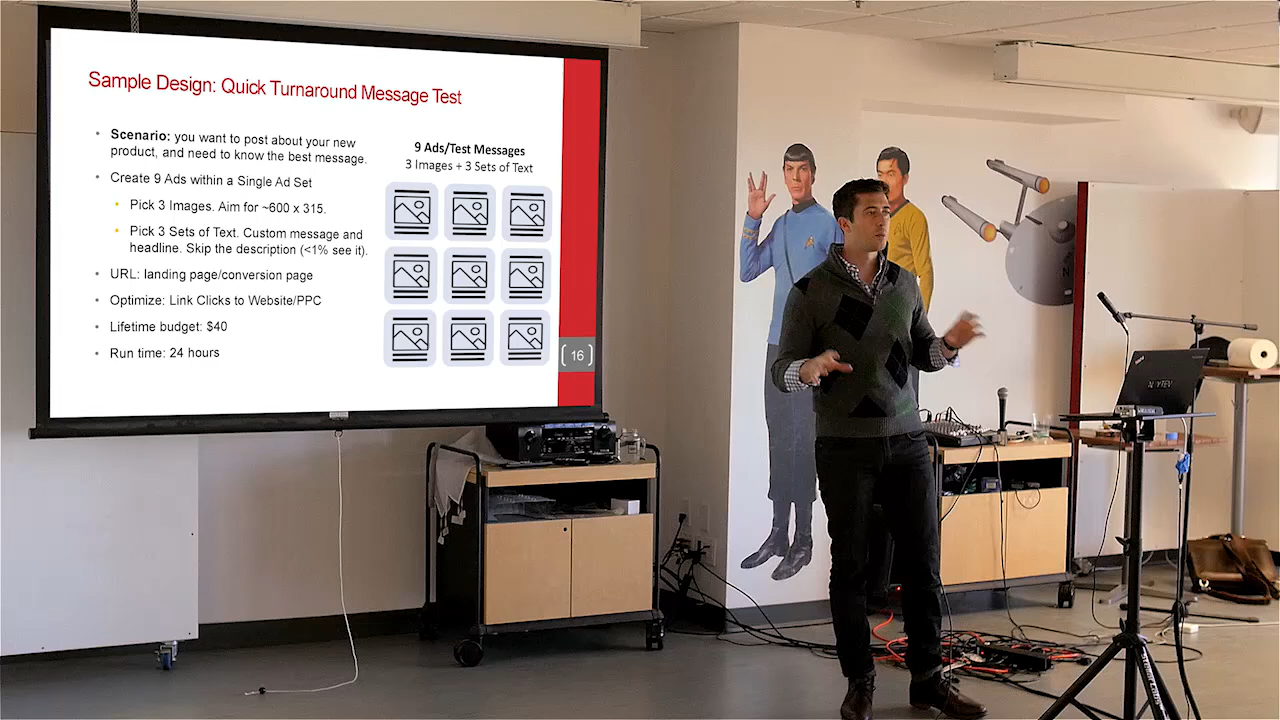 Sample Design: Quick Turnaround Message Test
• Scenario: you want to post about your new
product, and need to know the best message.
• Create 9 Ads within a Single Ad Set
• Pick 3 Images. Aim for ~600 x 315.
• Pick 3 Sets of Text. Custom message and
headline. Skip the description (<1% see it).
• URL: landing page/conversion page
• Optimize: Link Clicks to Website/PPC
• Lifetime budget: $40
• Run time: 24 hours
9 Ads/Test Messages
3 Images + 3 Sets of Text
16